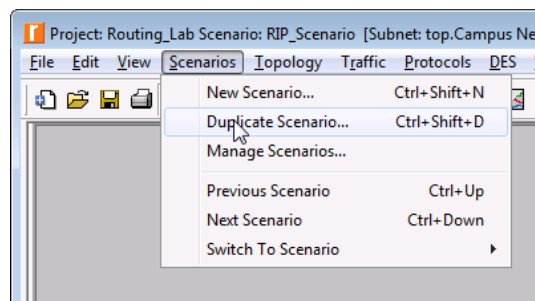 Project: Routing_Lab Scenario: RIP_Scenario [Subnet: top.Campus Ne
File Edit View Scenarios Topology Traffic Protocols DES
New Scenario... Ctrl+Shift+N
Duplicate Scenario... Ctrl+Shift+D
Manage Scenarios...
Previous Scenario Ctrl+Up
Next Scenario Ctrl+Down
Switch To Scenario